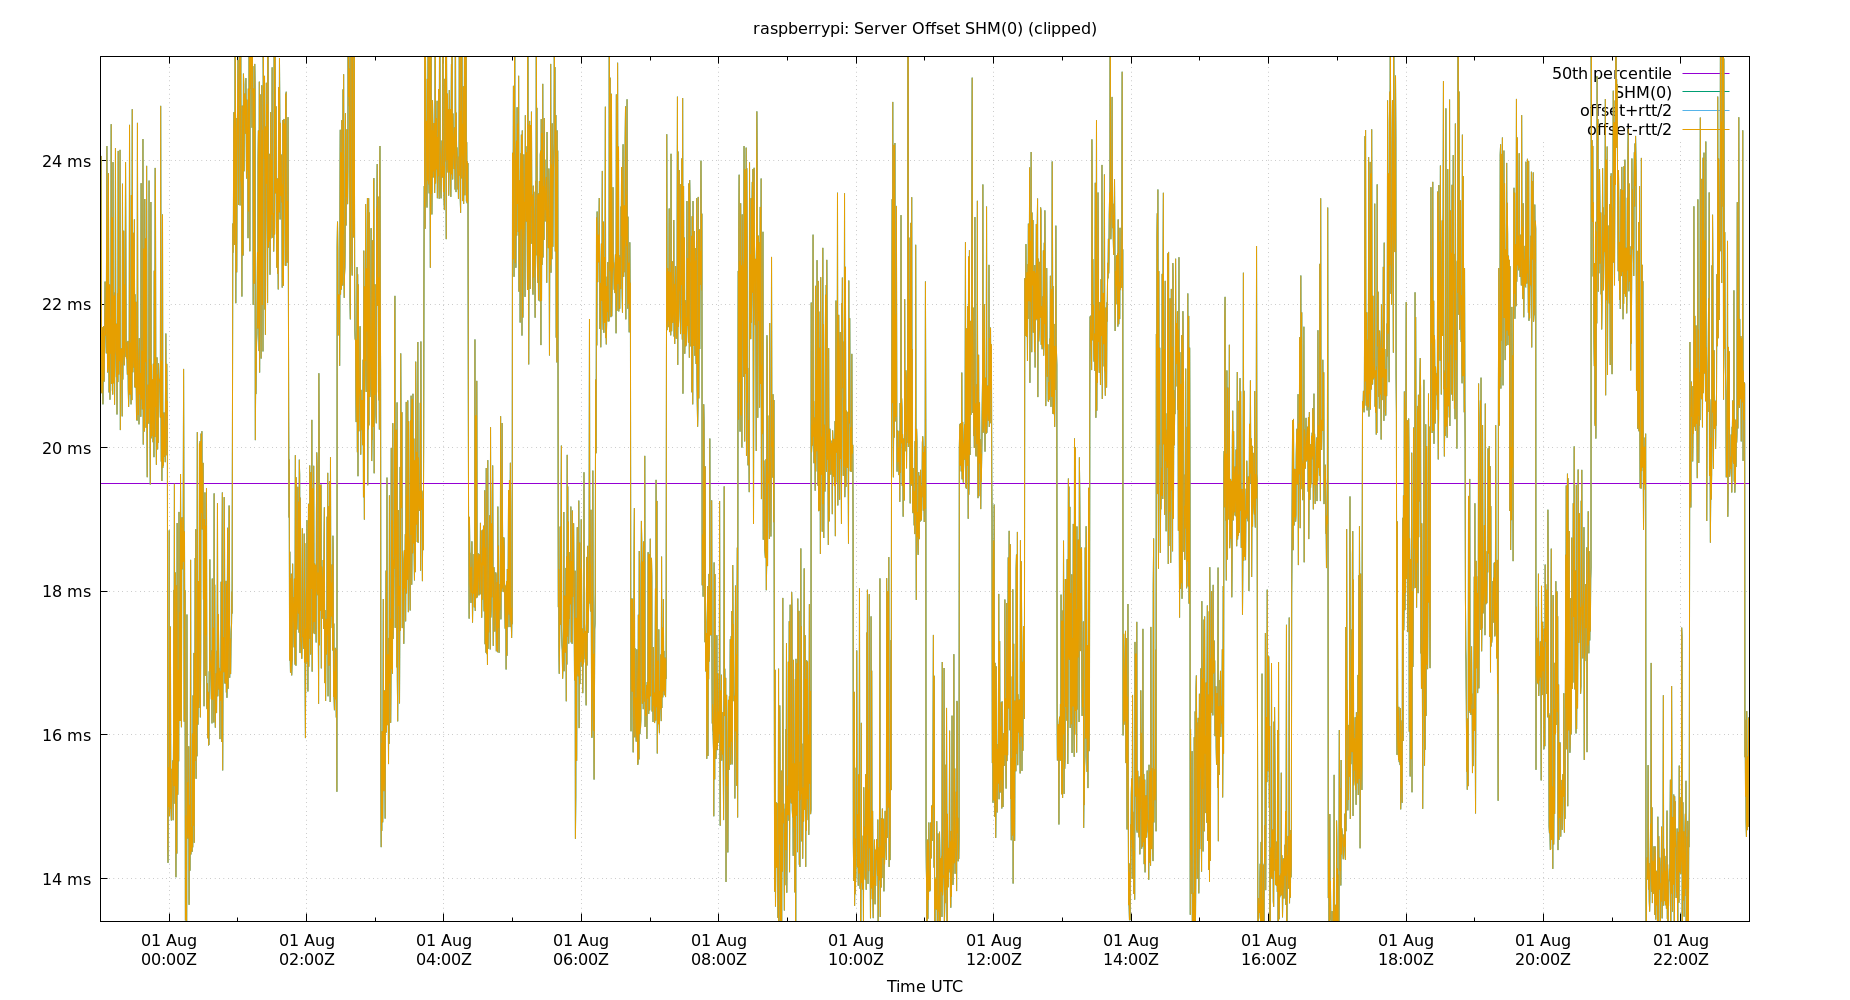 raspberrypi: Server Offset SHM(0) (clipped)
50th percentile
SHM(0)
offset+rtt/2
offset-rtt/2
24 ms
22 ms
20 ms
18 ms
16 ms
14 ms
01 Aug 01 Aug 01 Aug 01 Aug 01 Aug 01 Aug 01 Aug 01 Aug 01 Aug 01 Aug 01 Aug 01 Aug
00:00Z 02:00Z 04:00Z 06:00Z 08:00Z 10:00Z 12:00Z 14:00Z 16:00Z 18:00Z 20:00Z 22:00Z
Time UTC